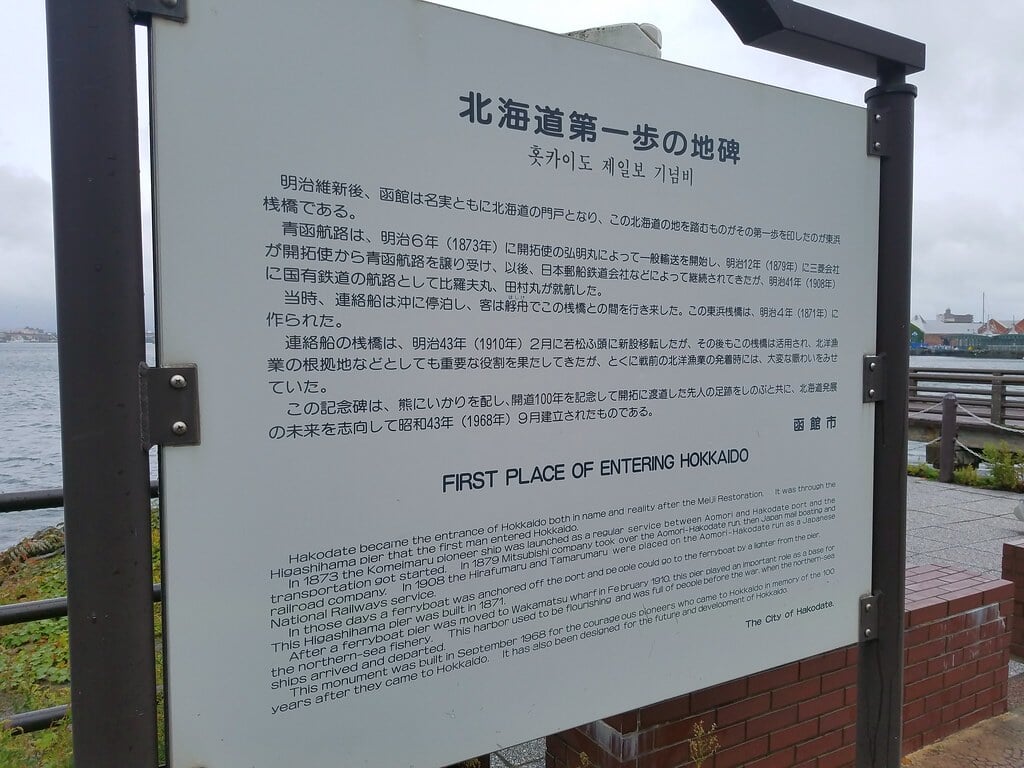 北海道第一歩の地碑
홋카이도 제일보 기념비
明治維新後、函館は名実ともに北海道の門戸となり、この北海道の地を踏むものがその第一歩を印したのが東浜
桟橋である。
青函航路は、明治6年（1873年）に開拓使の弘明丸によって一般輸送を開始し、明治12年（1879年）に三菱会社
が開拓使から青函航路を譲り受け、以後、日本郵船鉄道会社などによって継続されてきたが、明治41年（1908）
に国有鉄道の航路として比羅夫丸、田村丸が就航した。
当時、連絡船は沖に停泊し、客は艀舟でこの桟橋との間を行き来した。この東浜桟橋は、明治4年（1871年）に
作られた。
連絡船の桟橋は、明治43年（1910年）2月に若松ふ頭に新設移転したが、その後もこの桟橋は活用され、北洋漁
業の根拠地などとしても重要な役割を果たしてきたが、とくに戦前の北洋漁業の発着時には、大変な賑わいをみせ
ていた。
この記念碑は、熊にいかりを配し、開道100年を記念して開拓に渡道した先人の足跡をしのぶと共に、北海道発展
の未来を志向して昭和43年（1968年）9月建立されたものである。
函館市
FIRST PLACE OF ENTERING HOKKAIDO
Hakodate became the entrance of Hokkaido both in name and reality after the Meiji Restoration. It was through the
Higashihama pier that the first man entered Hokkaido.
In 1873 the Komeimaru pioneer ship was launched as a regular service between Aomori and Hakodate port and the
transportation got started. In 1879 Mitsubishi company took over the Aomori-Hakodate run, then Japan mail boating and
railroad company. In 1908 the Hirafumaru and Tamarumaru were placed on the Aomori-Hakodate run as a Japanese
National Railways service.
In those days a ferryboat was anchored off the port and people could go to the ferryboat by a lighter from the pier.
This Higashihama pier was built in 1871.
After a ferryboat pier was moved to Wakamatsu wharf in February 1910, this pier played an important role as a base for
the northern-sea fishery. This harbor used to be flourishing and was full of people before the war: when the northern-sea
ships arrived and departed.
This monument was built in September 1968 for the courageous pioneers who came to Hokkaido in memory of the 100
years after they came to Hokkaido. It has also been designed for the future and development of Hokkaido.
The City of Hakodate.